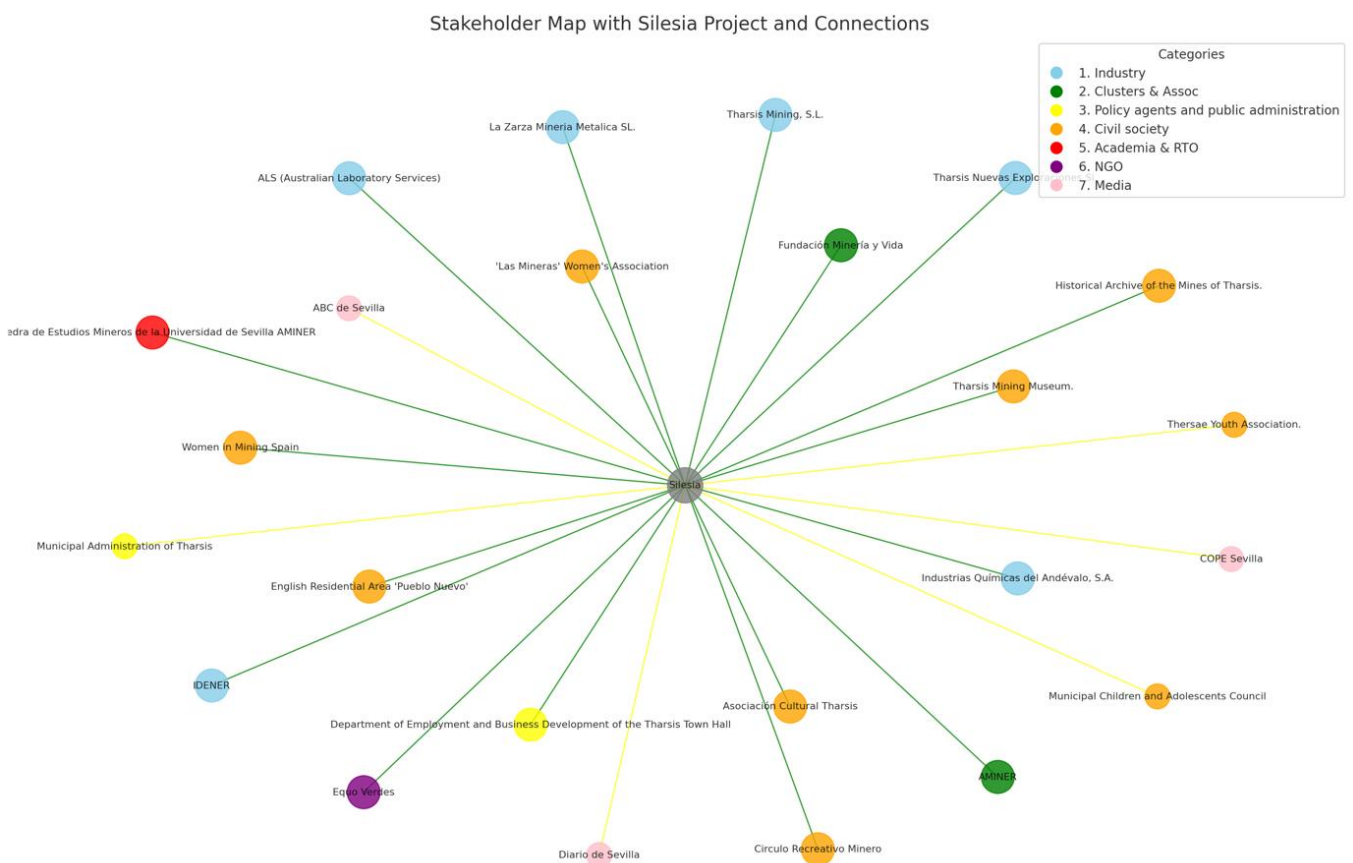 Stakeholder Map with Silesia Project and Connections
Categories
1. Industry
2. Clusters & Assoc
3. Policy agents and public administration
4. Civil society
5. Academia & RTO
6. NGO
7. Media
Tharsis Mining, S.L.
La Zarza Mineria Metalica SL.
ALS (Australian Laboratory Services)
Tharsis Nuevas Exploraciones
Fundación Minería y Vida
'Las Mineras' Women's Association
Historical Archive of the Mines of Tharsis.
ABC de Sevilla
edra de Estudios Mineros de la.Universidad de Sevilla AMINER
Tharsis Mining Museum.
Thersae Youth Association.
Women in Mining Spain
Silesia
Municipal Administration of Tharsis
COPE Sevilla
Industrias Químicas del Andévalo, S.A.
English Residential Area 'Pueblo Nuevo'
IDENER
Municipal Children and Adolescents Council
Asociación Cultural Tharsis
Department of Employment and Business Development of the Tharsis Town Hall
AMINER
Equo Verdes
Circulo Recreativo Minero
Diario de Sevilla